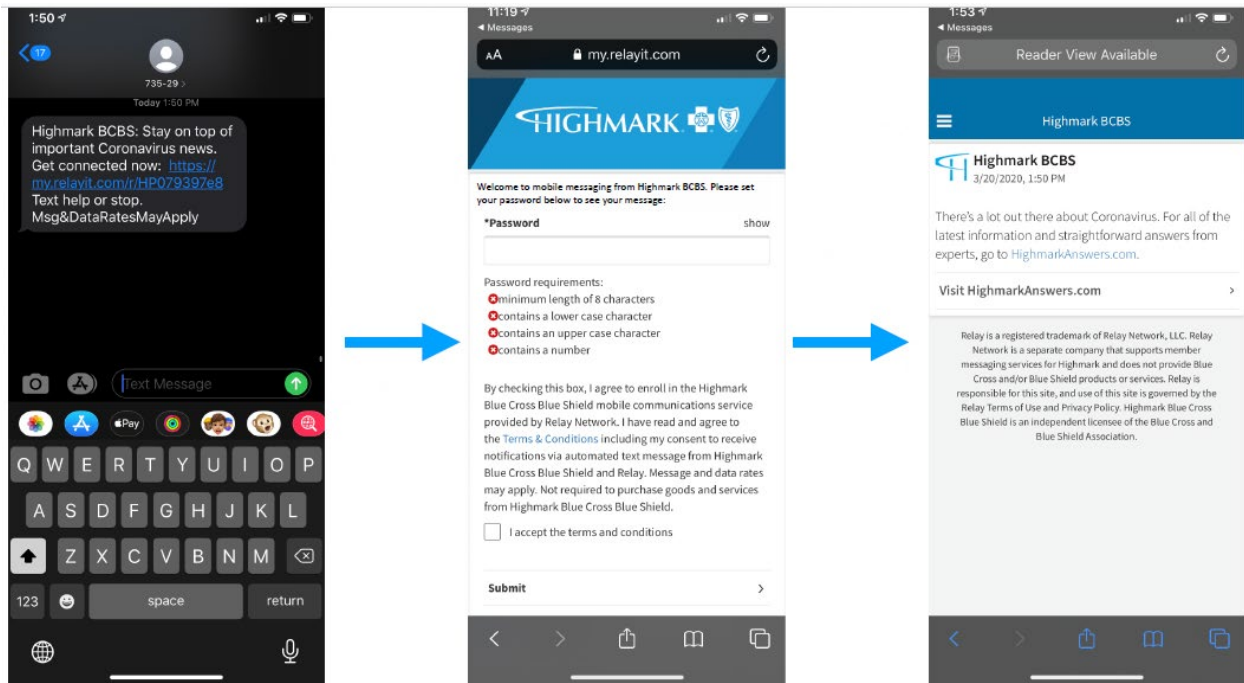 1:50
17
735-29 >
Today 1:50 PM
Highmark BCBS: Stay on top of
important Coronavirus news.
Get connected now: https://
my.relayit.com/r/HP079397e8
Text help or stop.
Msg&DataRatesMayApply
Text Message
Pay
Q W E R T Y U I O P
A S D F G H J K L
Z X C V B N M
123
space
return
11:19
Messages
AA
my.relayit.com
HIGHMARK
Welcome to mobile messaging from Highmark BCBS. Please set
your password below to see your message:
*Password
show
Password requirements:
minimum length of 8 characters
contains a lower case character
contains an upper case character
contains a number
By checking this box, I agree to enroll in the Highmark
Blue Cross Blue Shield mobile communications service
provided by Relay Network. I have read and agree to
the Terms & Conditions including my consent to receive
notifications via automated text message from Highmark
Blue Cross Blue Shield and Relay. Message and data rates
may apply. Not required to purchase goods and services
from Highmark Blue Cross Blue Shield.
I accept the terms and conditions
Submit
1:53
Messages
Reader View Available
Highmark BCBS
Highmark BCBS
3/20/2020, 1:50 PM
There's a lot out there about Coronavirus. For all of the
latest information and straightforward answers from
experts, go to HighmarkAnswers.com.
Visit HighmarkAnswers.com
Relay is a registered trademark of Relay Network, LLC. Relay
Network is a separate company that supports member
messaging services for Highmark and does not provide Blue
Cross and/or Blue Shield products or services. Relay is
responsible for this site, and use of this site is governed by the
Relay Terms of Use and Privacy Policy. Highmark Blue Cross
Blue Shield is an independent licensee of the Blue Cross and
Blue Shield Association.